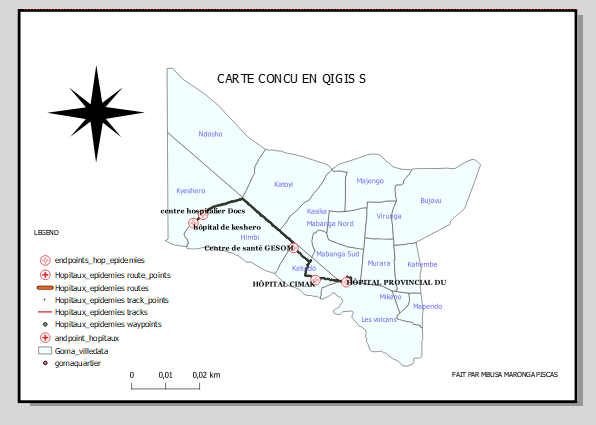 CARTE CONCU EN QIGIS S
Ndosho
Katoyi
Majengo
Kyeshero
Bujovu
centre hospitalier Docs
Kasika
Virunga
Mabanga Nord
hôpital de keshero
Himbi
Centre de santé GESOM
Mabanga Sud
Murara
Kahembe
Katindo
HÔPITAL CIMAK
HÔPITAL PROVINCIAL DU
Mikeno
Mapendo
Les volcans
LEGEND
endpoints_hop_epidemies
Hopitaux_epidemies route_points
Hopitaux_epidemies routes
Hopitaux_epidemies track_points
Hopitaux_epidemies tracks
Hopitaux_epidemies waypoints
andpoint_hopitaux
Goma_villedata
gomaquartier
0 0,01 0,02 km
FAIT PAR MBUSA MARONGA PISCAS